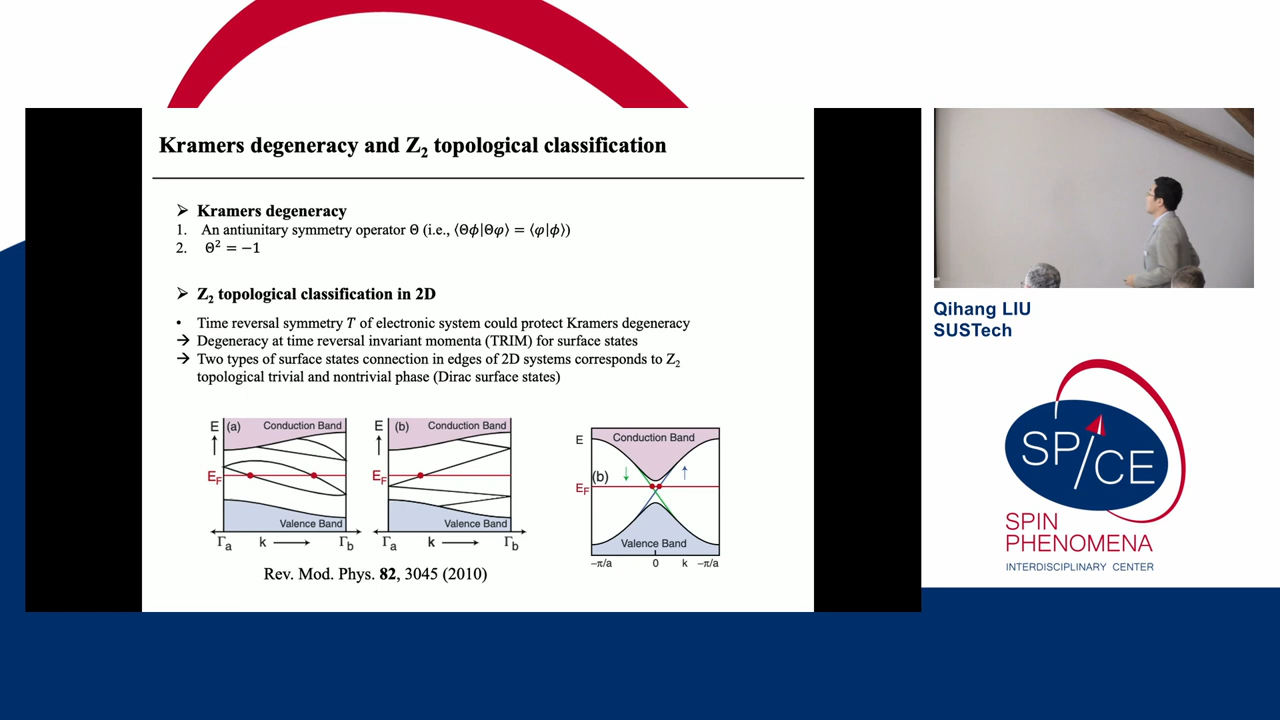 Kramers degeneracy and Z₂ topological classification
➢ Kramers degeneracy
1. An antiunitary symmetry operator Θ (i.e., ⟨Θϕ|Θφ⟩ = ⟨φ|ϕ⟩)
2. Θ² = −1
➢ Z₂ topological classification in 2D
• Time reversal symmetry T of electronic system could protect Kramers degeneracy
→ Degeneracy at time reversal invariant momenta (TRIM) for surface states
→ Two types of surface states connection in edges of 2D systems corresponds to Z₂
topological trivial and nontrivial phase (Dirac surface states)
E (a) Conduction Band
E_F
Valence Band
Γa k Γb
E (b) Conduction Band
E_F
Valence Band
Γa k Γb
E Conduction Band
(b)
E_F
Valence Band
−π/a 0 k −π/a
Rev. Mod. Phys. 82, 3045 (2010)
Qihang LIU
SUSTech
SP/CE
SPIN
PHENOMENA
INTERDISCIPLINARY CENTER